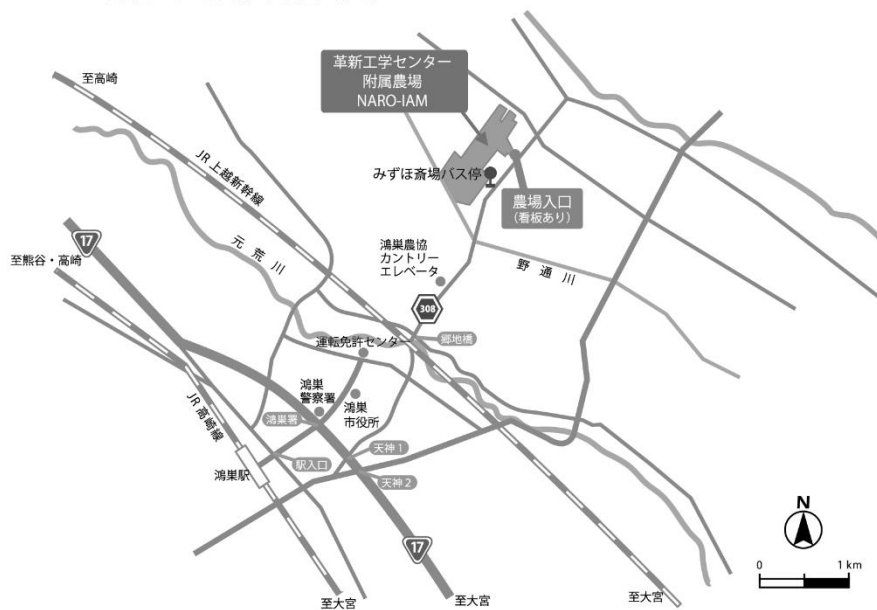 革新工学センター
附属農場
NARO-IAM
至高崎
JR 上越新幹線
みずほ斎場バス停
農場入口
(看板あり)
17
元荒川
鴻巣農協
カントリー
エレベータ
野通川
至熊谷・高崎
308
郷地橋
運転免許センター
鴻巣
警察署
鴻巣
市役所
JR 高崎線
鴻巣署
天神1
駅入口
鴻巣駅
天神2
N
17
0
1 km
至大宮
至大宮
至大宮